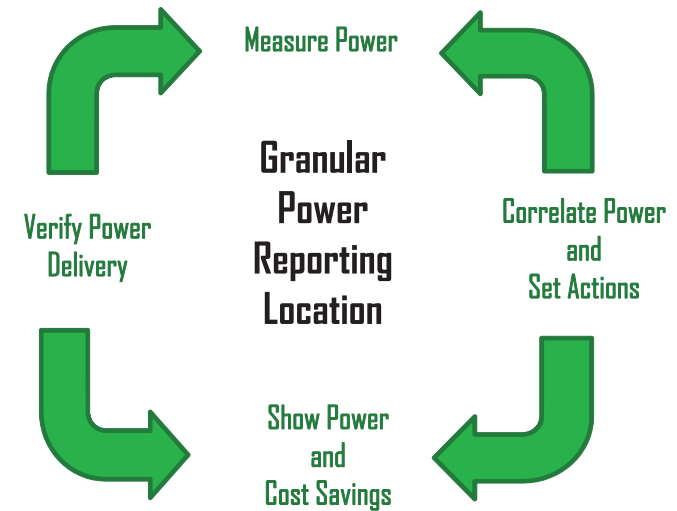 Measure Power
Granular
Power
Reporting
Location
Verify Power
Delivery
Correlate Power
and
Set Actions
Show Power
and
Cost Savings